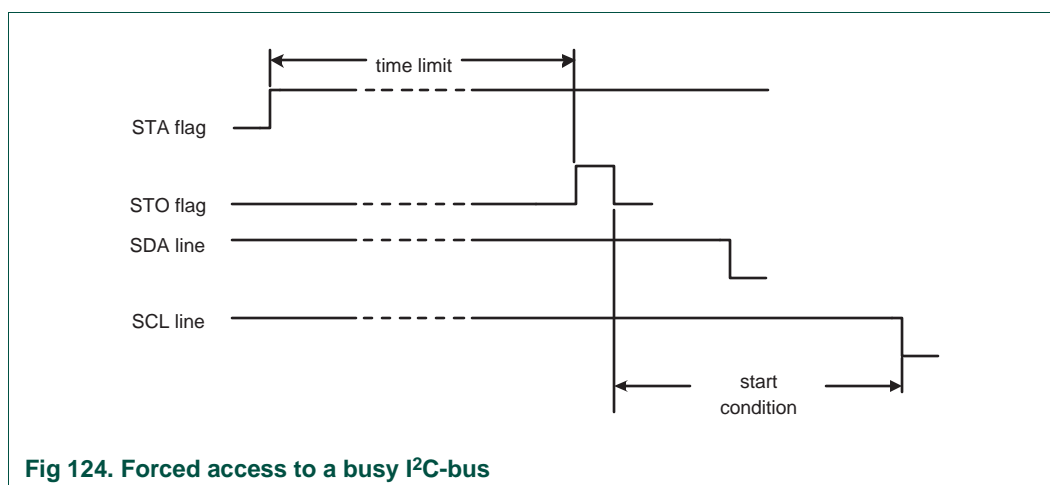 time limit
STA flag
STO flag
SDA line
SCL line
start
condition
Fig 124. Forced access to a busy I²C-bus